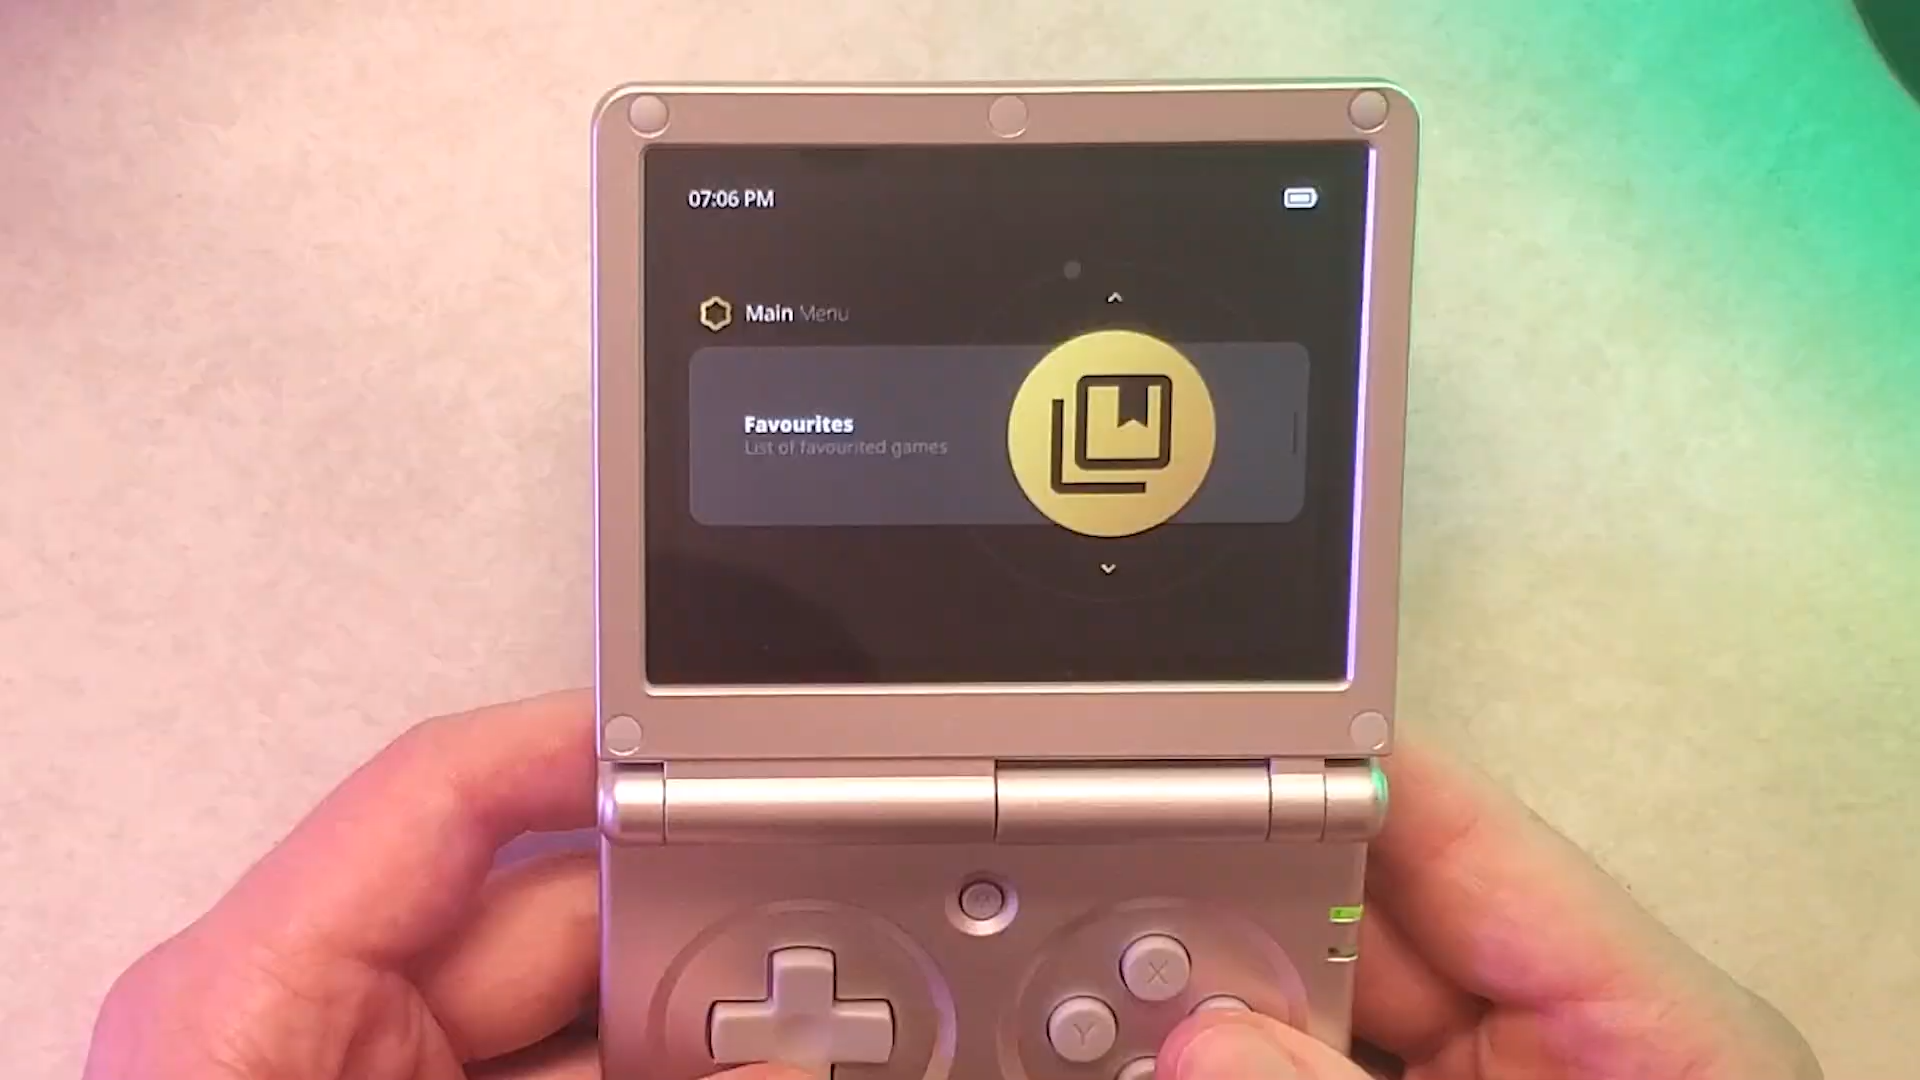 07:06 PM
Main Menu
Favourites
List of favourited games
X
Y